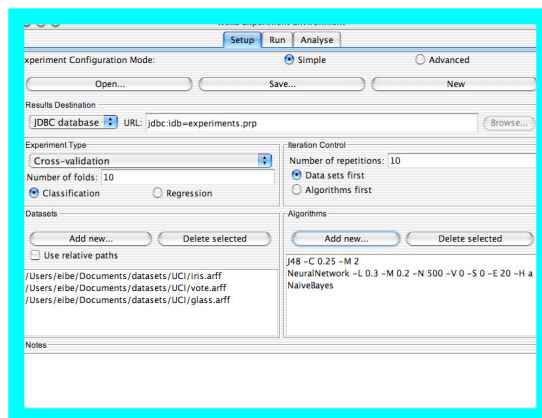 Setup Run Analyse
xperiment Configuration Mode: Simple Advanced
Open... Save... New
Results Destination
JDBC database URL: jdbc:idb=experiments.prp Browse...
Experiment Type
Cross-validation
Number of folds: 10
Classification Regression
Iteration Control
Number of repetitions: 10
Data sets first
Algorithms first
Datasets
Add new... Delete selected
Use relative paths
/Users/eibe/Documents/datasets/UCI/iris.arff
/Users/eibe/Documents/datasets/UCI/vote.arff
/Users/eibe/Documents/datasets/UCI/glass.arff
Algorithms
Add new... Delete selected
J48 -C 0.25 -M 2
NeuralNetwork -L 0.3 -M 0.2 -N 500 -V 0 -S 0 -E 20 -H a
NaiveBayes
Notes